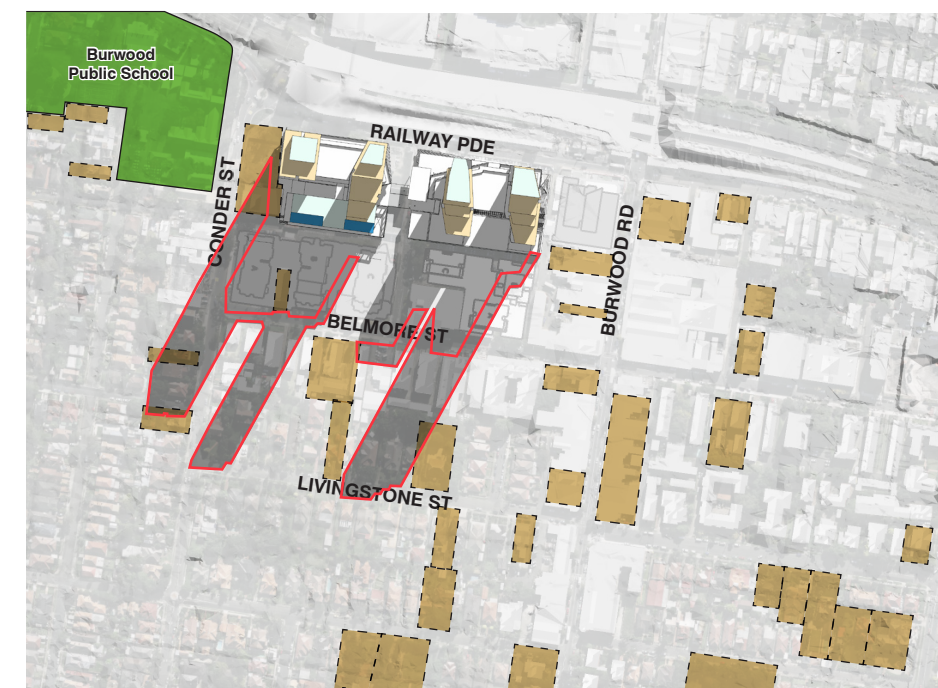 Burwood
Public School
RAILWAY PDE
CONDER ST
BURWOOD RD
BELMORE ST
LIVINGSTONE ST